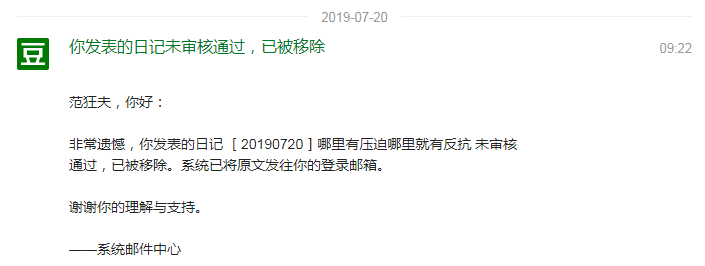 2019-07-20
豆
你发表的日记未审核通过，已被移除
09:22
范狂夫，你好：
非常遗憾，你发表的日记 [ 20190720 ] 哪里有压迫哪里就有反抗 未审核
通过，已被移除。系统已将原文发往你的登录邮箱。
谢谢你的理解与支持。
——系统邮件中心